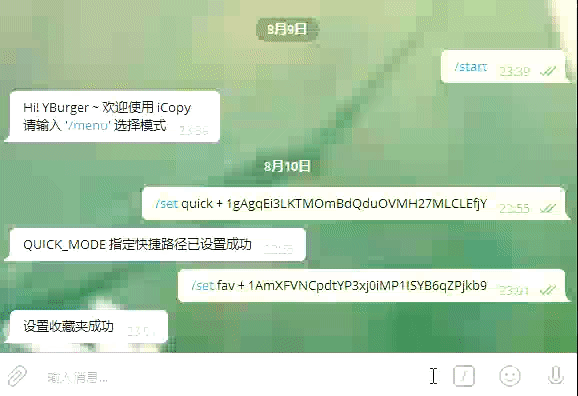 8月9日
/start 23:39
Hi! YBurger ~ 欢迎使用 iCopy
请输入 '/menu' 选择模式 23:39
8月10日
/set quick + 1gAgqEi3LKTMOmBdQduOVMH27MLCLEfjY 22:55
QUICK_MODE 指定快捷路径已设置成功
/set fav + 1AmXFVNCpdtYP3xj0iMP1ISYB6qZPjkb9 23:01
设置收藏夹成功 23:01
输入消息...